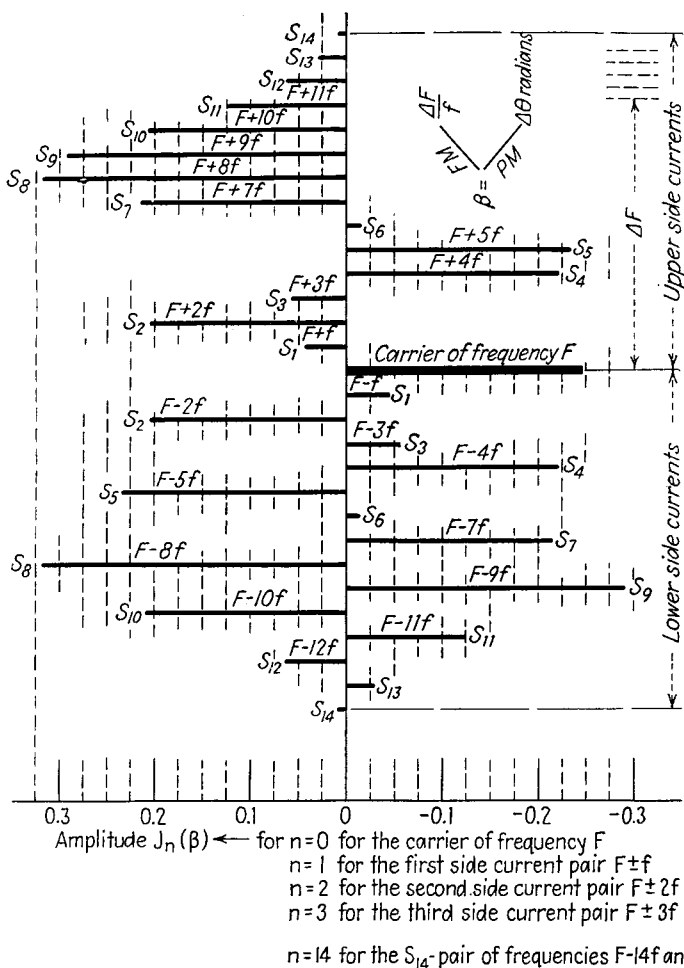 S14
S13
S12
F+11f
S11
F+10f
S10
F+9f
S9
F+8f
S8
F+7f
S7
S6
F+5f
S5
F+4f
S4
F+3f
S3
F+2f
S2
F+f
S1
Carrier of frequency F
F-f
S1
F-2f
S2
F-3f
S3
F-4f
S4
F-5f
S5
S6
F-7f
S7
F-8f
S8
F-9f
S9
F-10f
S10
F-11f
S11
F-12f
S12
S13
S14
ΔF
f
FM
Δθ radians
PM
β=
ΔF
Upper side currents
Lower side currents
0.3 0.2 0.1 0 -0.1 -0.2 -0.3
Amplitude Jn(β) ← for n=0 for the carrier of frequency F
n=1 for the first side current pair F±f
n=2 for the second side current pair F±2f
n=3 for the third side current pair F±3f
n=14 for the S14-pair of frequencies F-14f an